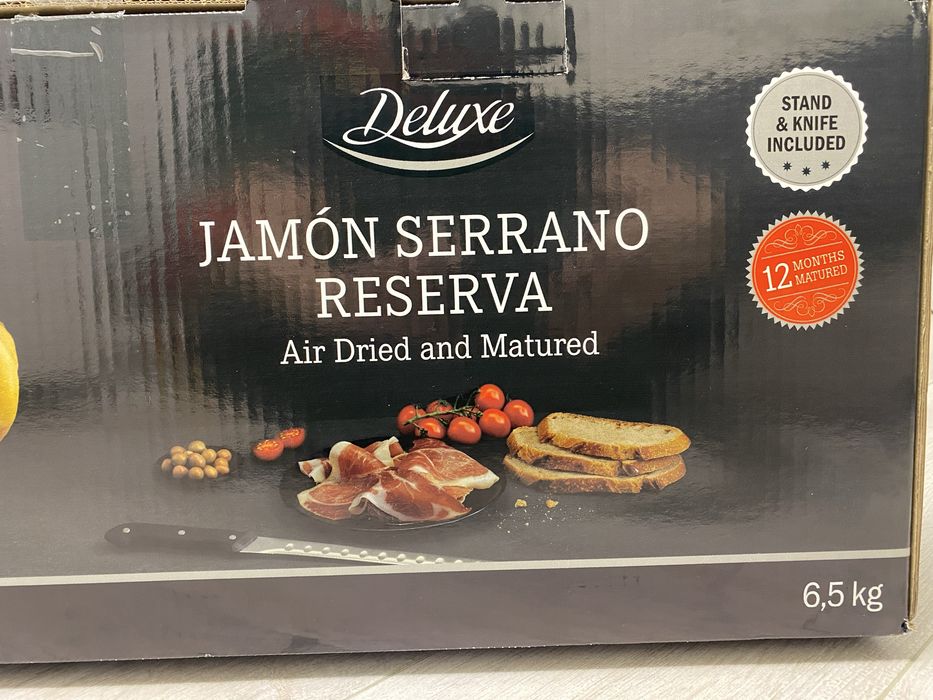 Deluxe
JAMÓN SERRANO
RESERVA
Air Dried and Matured
STAND
& KNIFE
INCLUDED
12 MONTHS
MATURED
6,5 kg